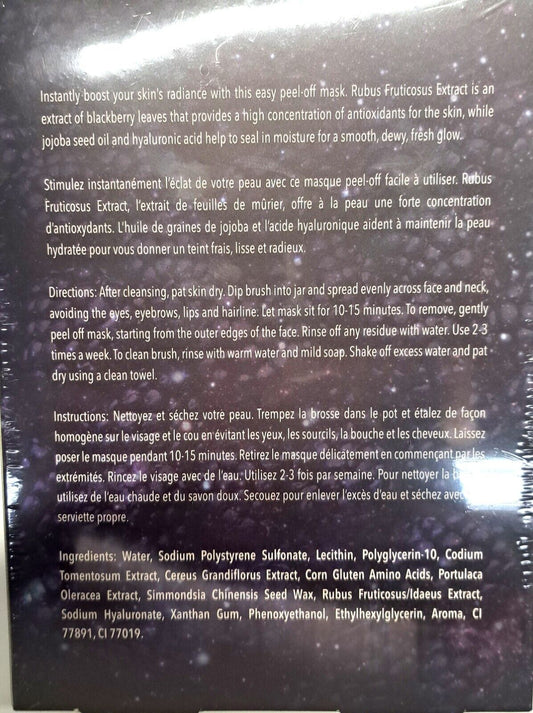 Instantly boost your skin's radiance with this easy peel-off mask. Rubus Fruticosus Extract is an
extract of blackberry leaves that provides a high concentration of antioxidants for the skin, while
jojoba seed oil and hyaluronic acid help to seal in moisture for a smooth, dewy, fresh glow.
Stimulez instantanément l'éclat de votre peau avec ce masque peel-off facile à utiliser. Rubus
Fruticosus Extract, l'extrait de feuilles de mûrier, offre à la peau une forte concentration
d'antioxydants. L'huile de graines de jojoba et l'acide hyaluronique aident à maintenir la peau
hydratée pour vous donner un teint frais, lisse et radieux.
Directions: After cleansing, pat skin dry. Dip brush into jar and spread evenly across face and neck,
avoiding the eyes, eyebrows, lips and hairline. Let mask sit for 10-15 minutes. To remove, gently
peel off mask, starting from the outer edges of the face. Rinse off any residue with water. Use 2-3
times a week. To clean brush, rinse with warm water and mild soap. Shake off excess water and pat
dry using a clean towel.
Instructions: Nettoyez et séchez votre peau. Trempez la brosse dans le pot et étalez de façon
homogène sur le visage et le cou en évitant les yeux, les sourcils, la bouche et les cheveux. Laissez
poser le masque pendant 10-15 minutes. Retirez le masque délicatement en commençant par les
extrémités. Rincez le visage avec de l'eau. Utilisez 2-3 fois par semaine. Pour nettoyer la
utilisez de l'eau chaude et du savon doux. Secouez pour enlever l'excès d'eau et séchez avec
serviette propre.
Ingredients: Water, Sodium Polystyrene Sulfonate, Lecithin, Polyglycerin-10, Codium
Tomentosum Extract, Cereus Grandiflorus Extract, Corn Gluten Amino Acids, Portulaca
Oleracea Extract, Simmondsia Chinensis Seed Wax, Rubus Fruticosus/Idaeus Extract,
Sodium Hyaluronate, Xanthan Gum, Phenoxyethanol, Ethylhexylglycerin, Aroma, CI
77891, CI 77019.